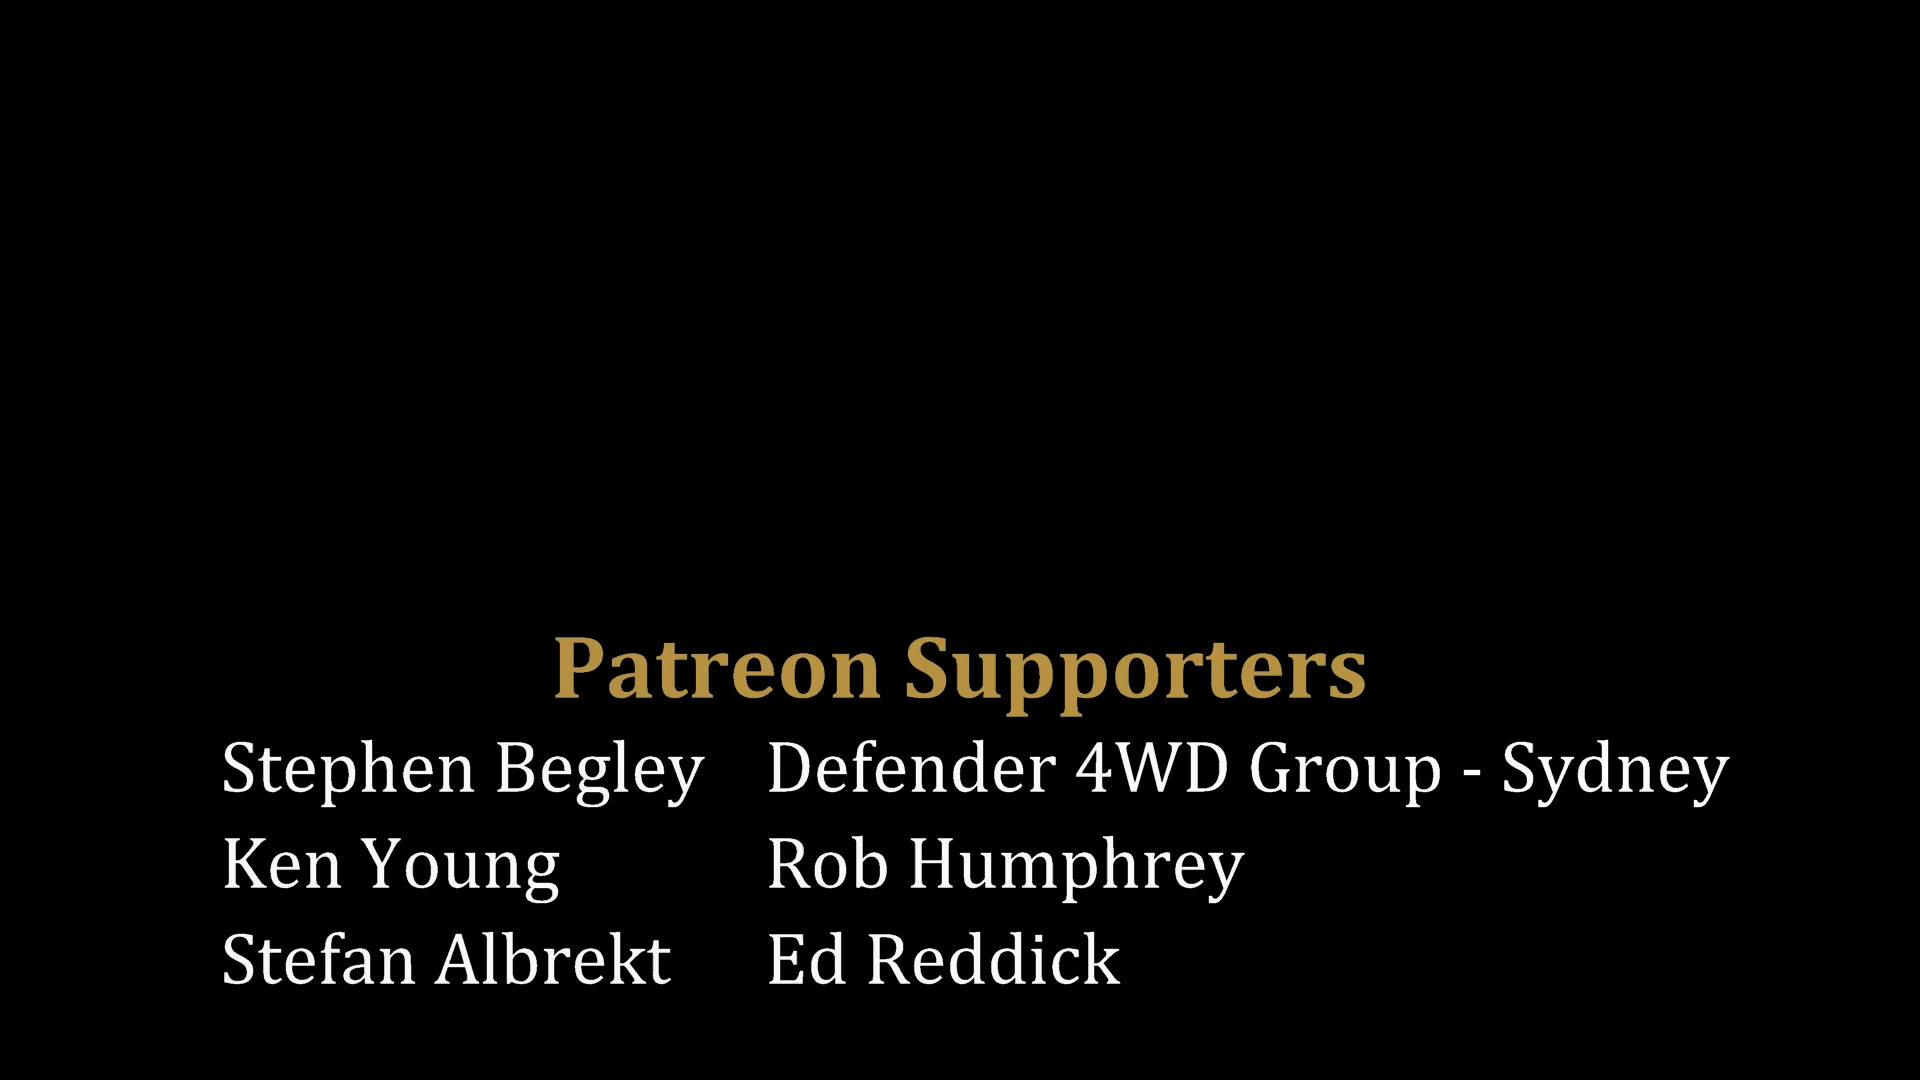 Patreon Supporters
Stephen Begley Defender 4WD Group - Sydney
Ken Young Rob Humphrey
Stefan Albrekt Ed Reddick